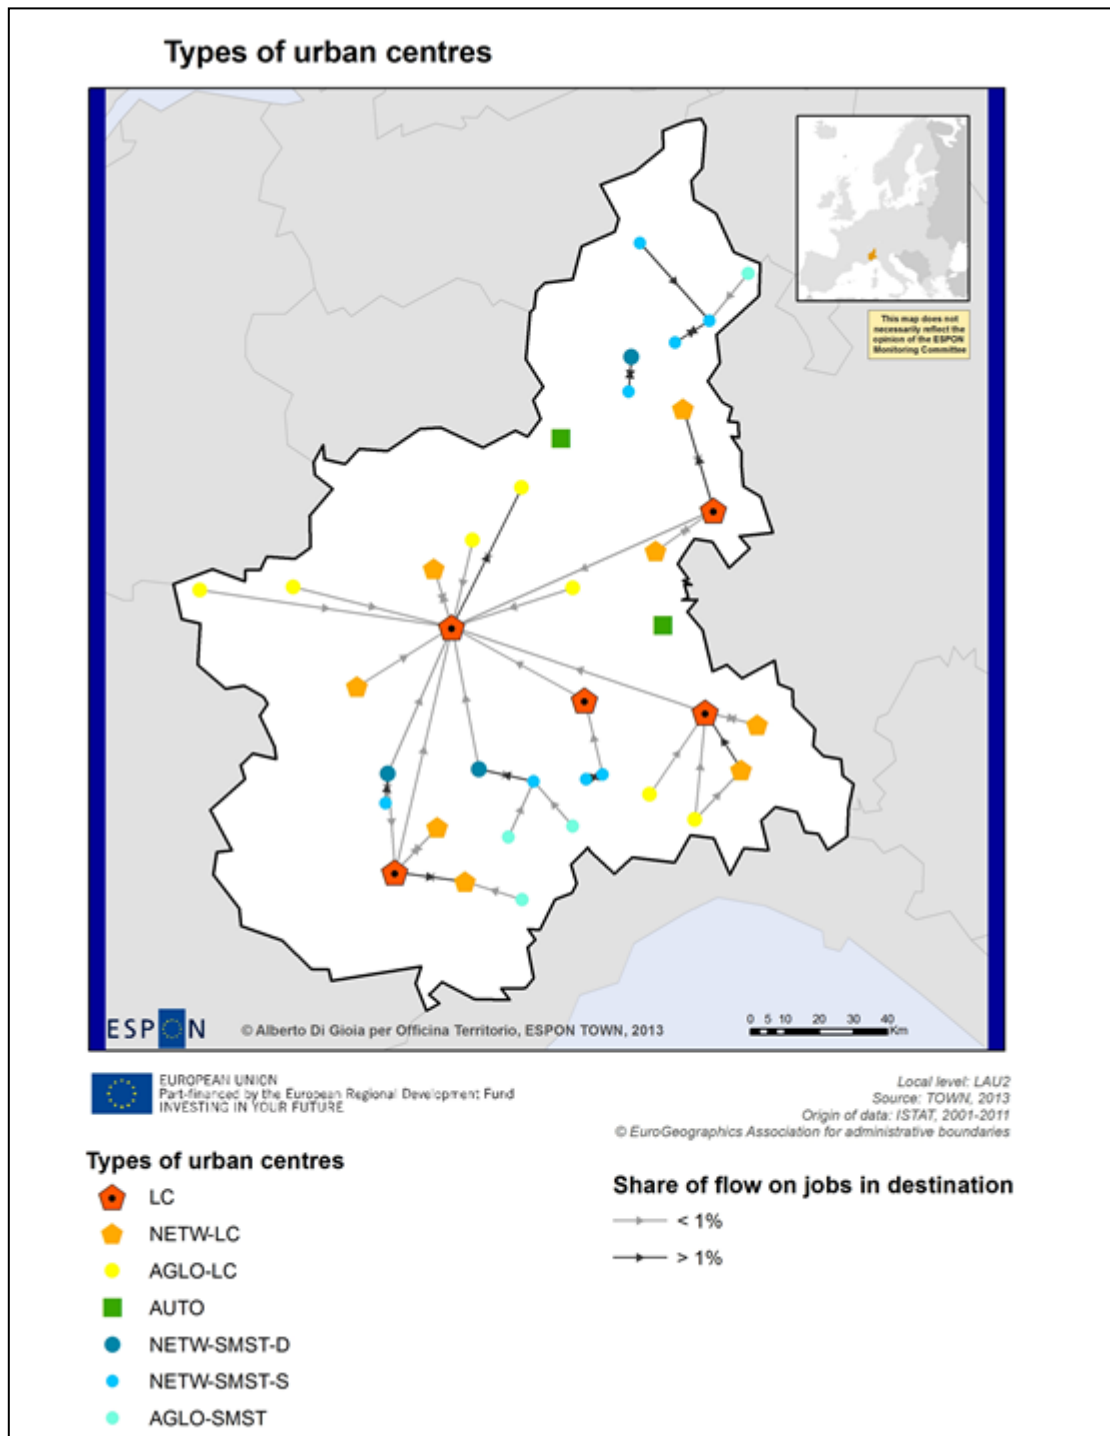 Types of urban centres
This map does not
necessarily reflect the
opinion of the ESPON
Monitoring Committee
ESPON
© Alberto Di Gioia per Officina Territorio, ESPON TOWN, 2013
0 5 10 20 30 40
Km
EUROPEAN UNION
Part-financed by the European Regional Development Fund
INVESTING IN YOUR FUTURE
Local level: LAU2
Source: TOWN, 2013
Origin of data: ISTAT, 2001-2011
© EuroGeographics Association for administrative boundaries
Types of urban centres
LC
NETW-LC
AGLO-LC
AUTO
NETW-SMST-D
NETW-SMST-S
AGLO-SMST
Share of flow on jobs in destination
< 1%
> 1%